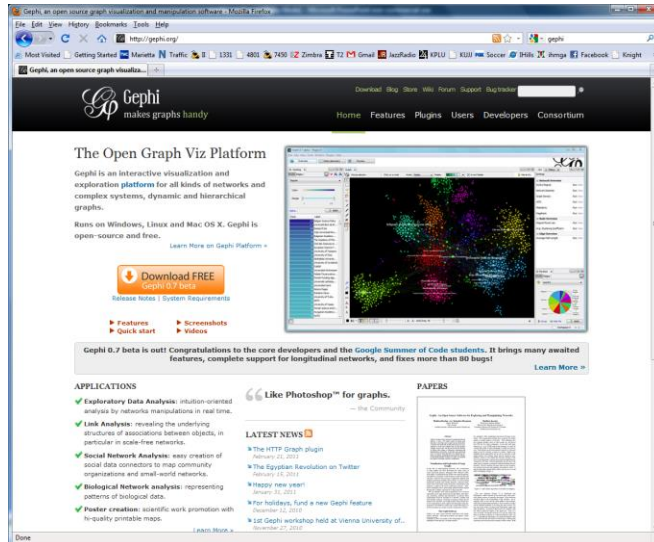 Gephi, an open source graph visualization and manipulation software - Mozilla Firefox
File Edit View History Bookmarks Tools Help
http://gephi.org/
gephi
Most Visited Getting Started Marietta Traffic 1331 4801 7450 Zimbra T2 Gmail JazzRadio KPLU KUJJ Soccer IHills ihmga Facebook Knight
Gephi, an open source graph visualiza...
Download Blog Store Wiki Forum Support Bug tracker
Gephi
makes graphs handy
Home Features Plugins Users Developers Consortium
The Open Graph Viz Platform
Gephi is an interactive visualization and
exploration platform for all kinds of networks and
complex systems, dynamic and hierarchical
graphs.
Runs on Windows, Linux and Mac OS X. Gephi is
open-source and free.
Learn More on Gephi Platform »
Download FREE
Gephi 0.7 beta
Release Notes | System Requirements
Features Screenshots
Quick start Videos
Gephi 0.7 beta is out! Congratulations to the core developers and the Google Summer of Code students. It brings many awaited
features, complete support for longitudinal networks, and fixes more than 80 bugs!
Learn More »
APPLICATIONS
Exploratory Data Analysis: intuition-oriented
analysis by networks manipulations in real time.
Link Analysis: revealing the underlying
structures of associations between objects, in
particular in scale-free networks.
Social Network Analysis: easy creation of
social data connectors to map community
organizations and small-world networks.
Biological Network analysis: representing
patterns of biological data.
Poster creation: scientific work promotion with
hi-quality printable maps.
Learn More »
Like Photoshop™ for graphs.
— the Community
LATEST NEWS
The HTTP Graph plugin
February 21, 2011
The Egyptian Revolution on Twitter
February 15, 2011
Happy new year!
January 31, 2011
For holidays, fund a new Gephi feature
December 12, 2010
1st Gephi workshop held at Vienna University of...
November 27, 2010
PAPERS
Done